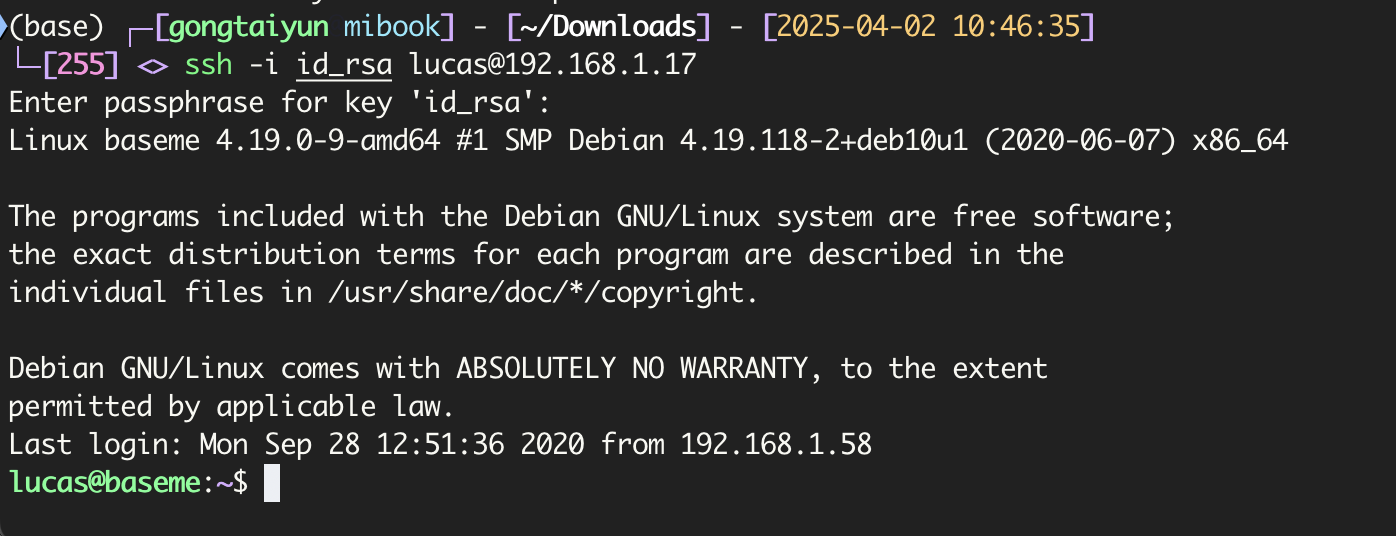 (base) ┌─[gongtaiyun mibook] - [~/Downloads] - [2025-04-02 10:46:35]
└─[255] <> ssh -i id_rsa lucas@192.168.1.17
Enter passphrase for key 'id_rsa':
Linux baseme 4.19.0-9-amd64 #1 SMP Debian 4.19.118-2+deb10u1 (2020-06-07) x86_64
The programs included with the Debian GNU/Linux system are free software;
the exact distribution terms for each program are described in the
individual files in /usr/share/doc/*/copyright.
Debian GNU/Linux comes with ABSOLUTELY NO WARRANTY, to the extent
permitted by applicable law.
Last login: Mon Sep 28 12:51:36 2020 from 192.168.1.58
lucas@baseme:~$